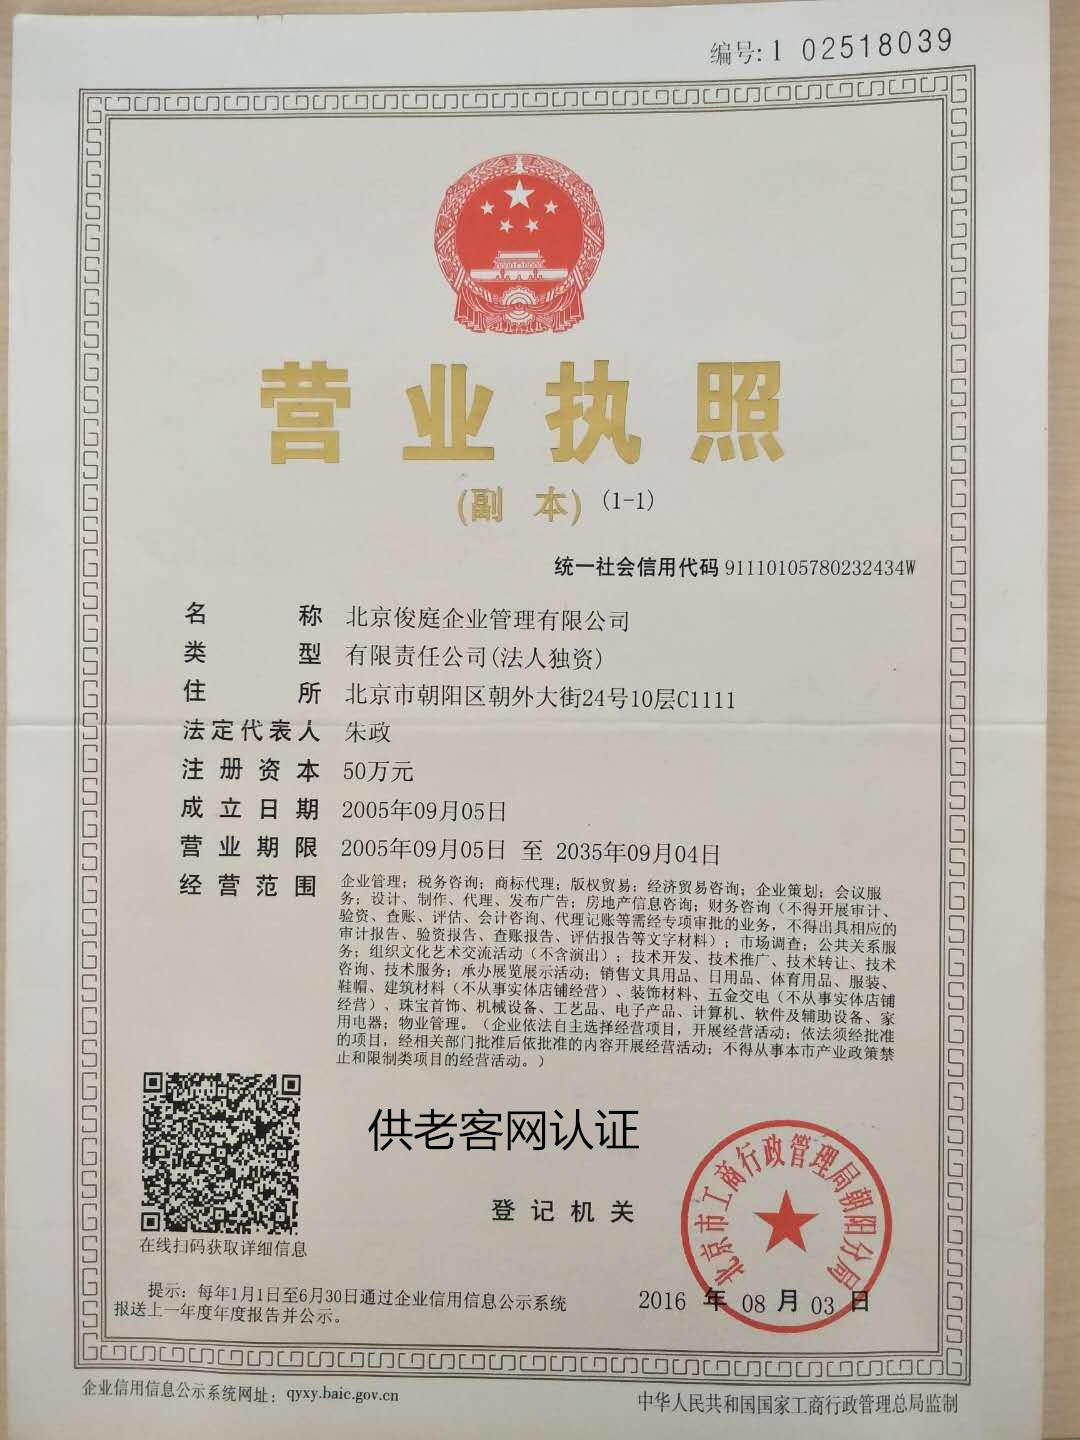 编号:1 02518039
营业执照
(副 本) (1-1)
统一社会信用代码 91110105780232434W
名 称 北京俊庭企业管理有限公司
类 型 有限责任公司(法人独资)
住 所 北京市朝阳区朝外大街24号10层C1111
法定代表人 朱政
注册资本 50万元
成立日期 2005年09月05日
营业期限 2005年09月05日 至 2035年09月04日
经营范围 企业管理；税务咨询；商标代理；版权贸易；经济贸易咨询；企业策划；会议服
务；设计、制作、代理、发布广告；房地产信息咨询；财务咨询（不得开展审计、
验资、查账、评估、会计咨询、代理记账等需经专项审批的业务，不得出具相应的
审计报告、验资报告、查账报告、评估报告等文字材料）；市场调查；公共关系服
务；组织文化艺术交流活动（不含演出）；技术开发、技术推广、技术转让、技术
咨询、技术服务；承办展览展示活动；销售文具用品、日用品、体育用品、服装、
鞋帽、建筑材料（不从事实体店铺经营）、装饰材料、五金交电（不从事实体店铺
经营）、珠宝首饰、机械设备、工艺品、电子产品、计算机、软件及辅助设备、家
用电器；物业管理。（企业依法自主选择经营项目，开展经营活动；依法须经批准
的项目，经相关部门批准后依批准的内容开展经营活动；不得从事本市产业政策禁
止和限制类项目的经营活动。）
供老客网认证
登记机关
北京市工商行政管理局朝阳分局
在线扫码获取详细信息
提示：每年1月1日至6月30日通过企业信用信息公示系统
报送上一年度年度报告并公示。
2016 年 08 月 03 日
企业信用信息公示系统网址：qyxy.baic.gov.cn
中华人民共和国国家工商行政管理总局监制